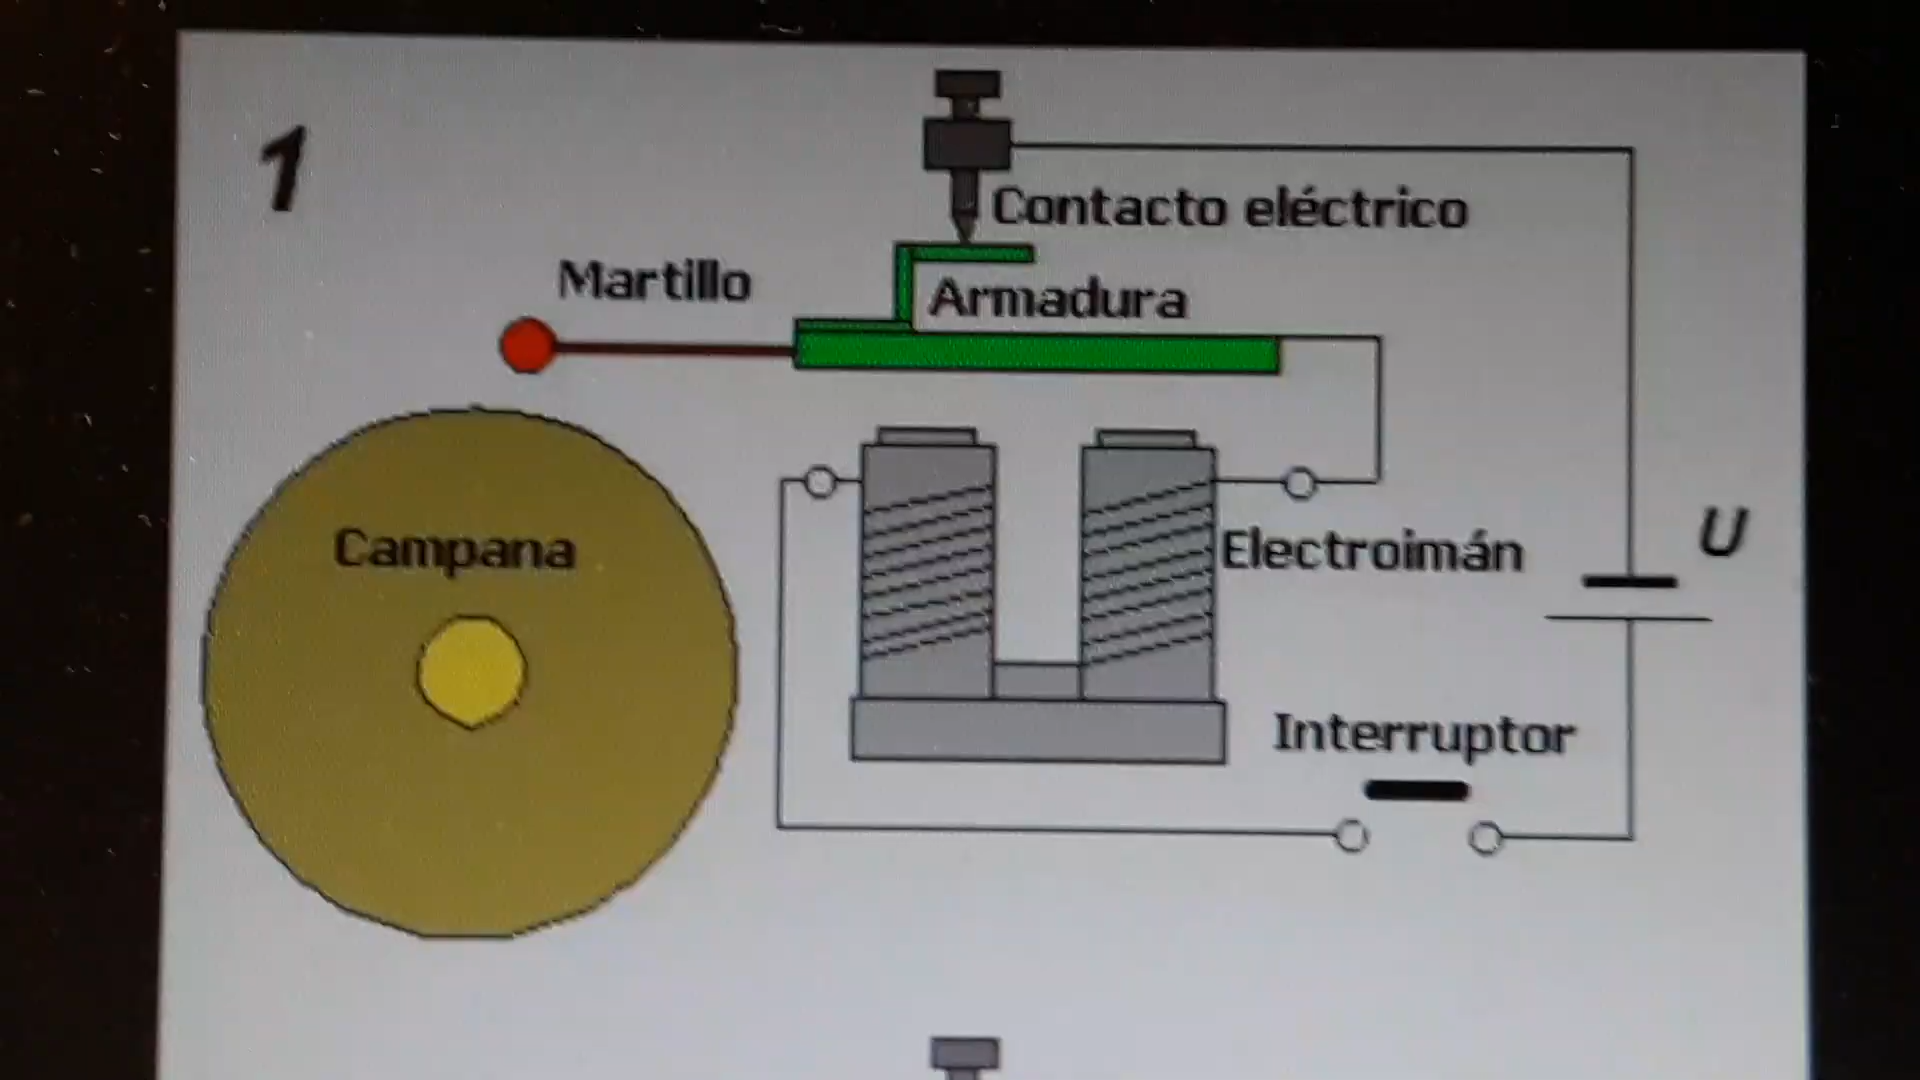 1
Contacto eléctrico
Martillo
Armadura
Campana
Electroimán
U
Interruptor